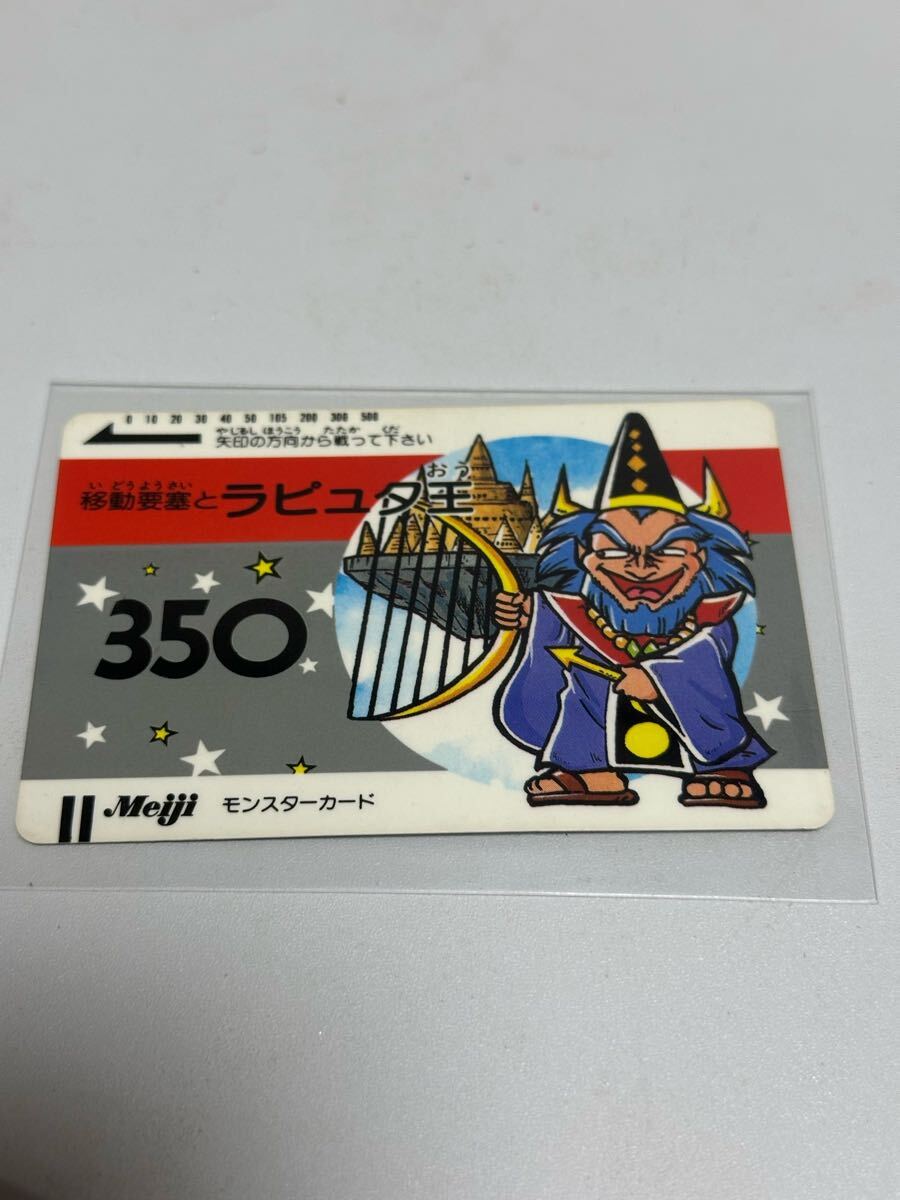 0 10 20 30 40 50 105 200 300 500
やじるし ほうこう たたか くだ
矢印の方向から戦って下さい
い どうようさい おう
移動要塞とラピュタ王
350
Meiji モンスターカード